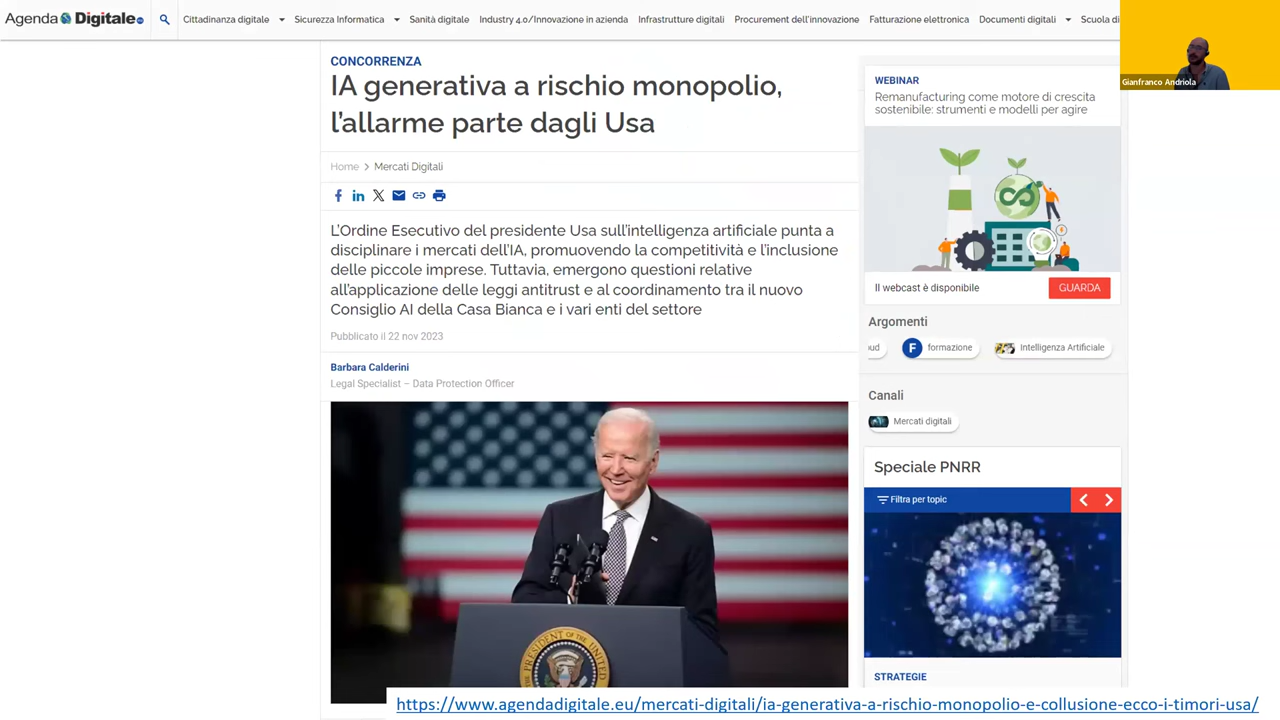 Agenda Digitale.eu
Cittadinanza digitale
Sicurezza Informatica
Sanità digitale
Industry 4.0/Innovazione in azienda
Infrastrutture digitali
Procurement dell'innovazione
Fatturazione elettronica
Documenti digitali
Scuola di
Gianfranco Andriola
CONCORRENZA
IA generativa a rischio monopolio,
l’allarme parte dagli Usa
Home > Mercati Digitali
L’Ordine Esecutivo del presidente Usa sull’intelligenza artificiale punta a
disciplinare i mercati dell’IA, promuovendo la competitività e l’inclusione
delle piccole imprese. Tuttavia, emergono questioni relative
all’applicazione delle leggi antitrust e al coordinamento tra il nuovo
Consiglio AI della Casa Bianca e i vari enti del settore
Pubblicato il 22 nov 2023
Barbara Calderini
Legal Specialist – Data Protection Officer
PRESIDENT OF THE UNITED
WEBINAR
Remanufacturing come motore di crescita
sostenibile: strumenti e modelli per agire
Il webcast è disponibile
GUARDA
Argomenti
oud
F formazione
Intelligenza Artificiale
Canali
Mercati digitali
Speciale PNRR
Filtra per topic
STRATEGIE
https://www.agendadigitale.eu/mercati-digitali/ia-generativa-a-rischio-monopolio-e-collusione-ecco-i-timori-usa/